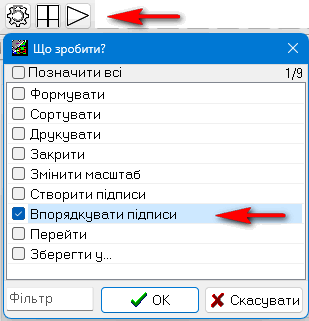 Що зробити?
Позначити всі 1/9
Формувати
Сортувати
Друкувати
Закрити
Змінити масштаб
Створити підписи
Впорядкувати підписи
Перейти
Зберегти у...
Фільтр OK Скасувати